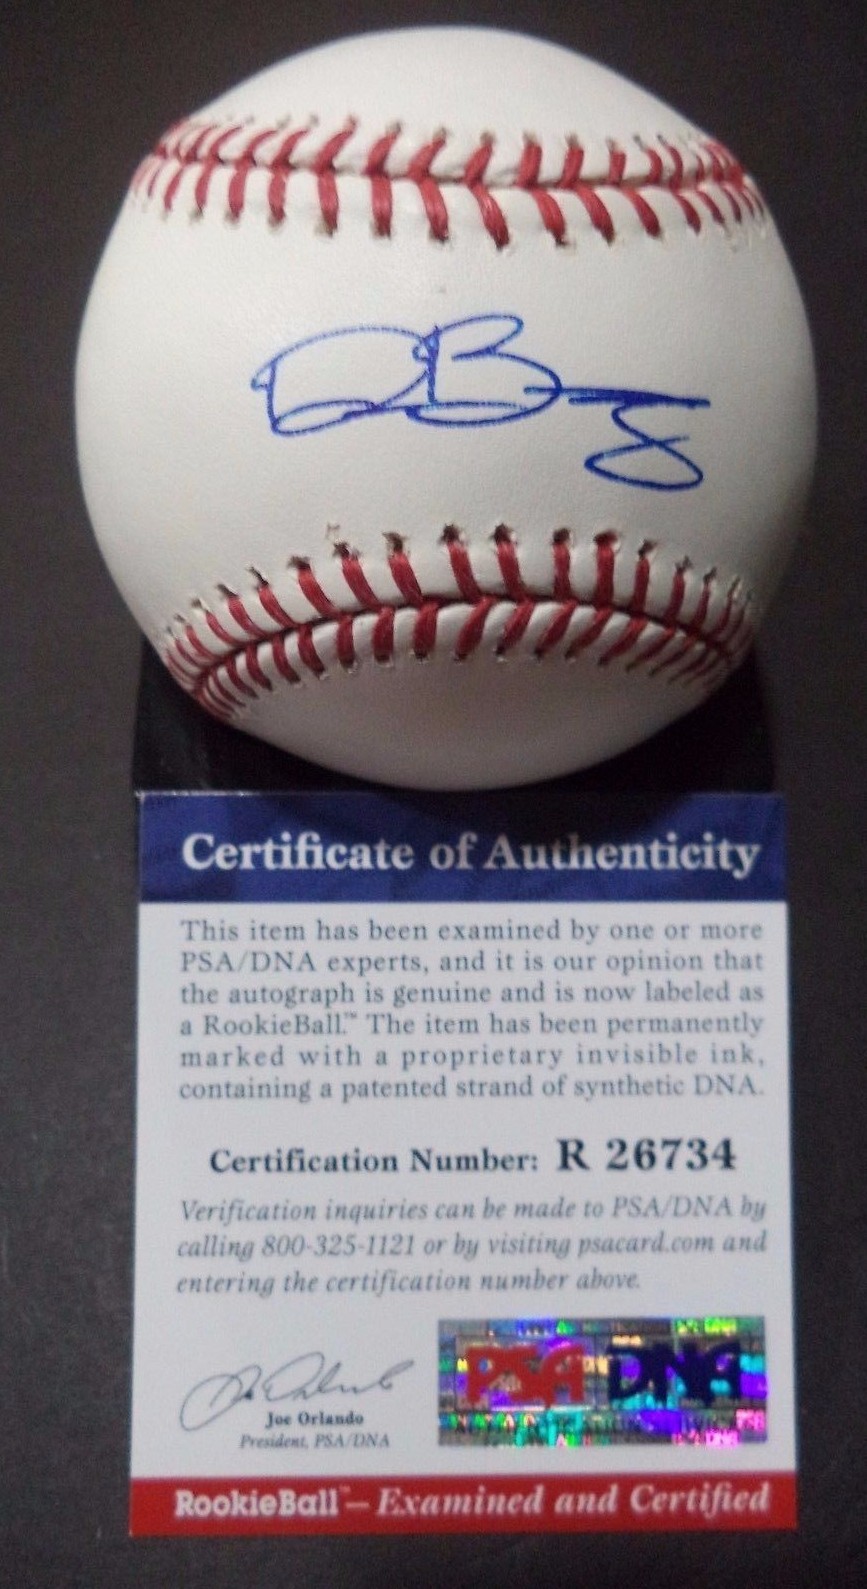 Certificate of Authenticity
This item has been examined by one or more
PSA/DNA experts, and it is our opinion that
the autograph is genuine and is now labeled as
a RookieBall.™ The item has been permanently
marked with a proprietary invisible ink,
containing a patented strand of synthetic DNA.
Certification Number: R 26734
Verification inquiries can be made to PSA/DNA by
calling 800-325-1121 or by visiting psacard.com and
entering the certification number above.
PSA DNA
Joe Orlando
President, PSA/DNA
RookieBall™ — Examined and Certified